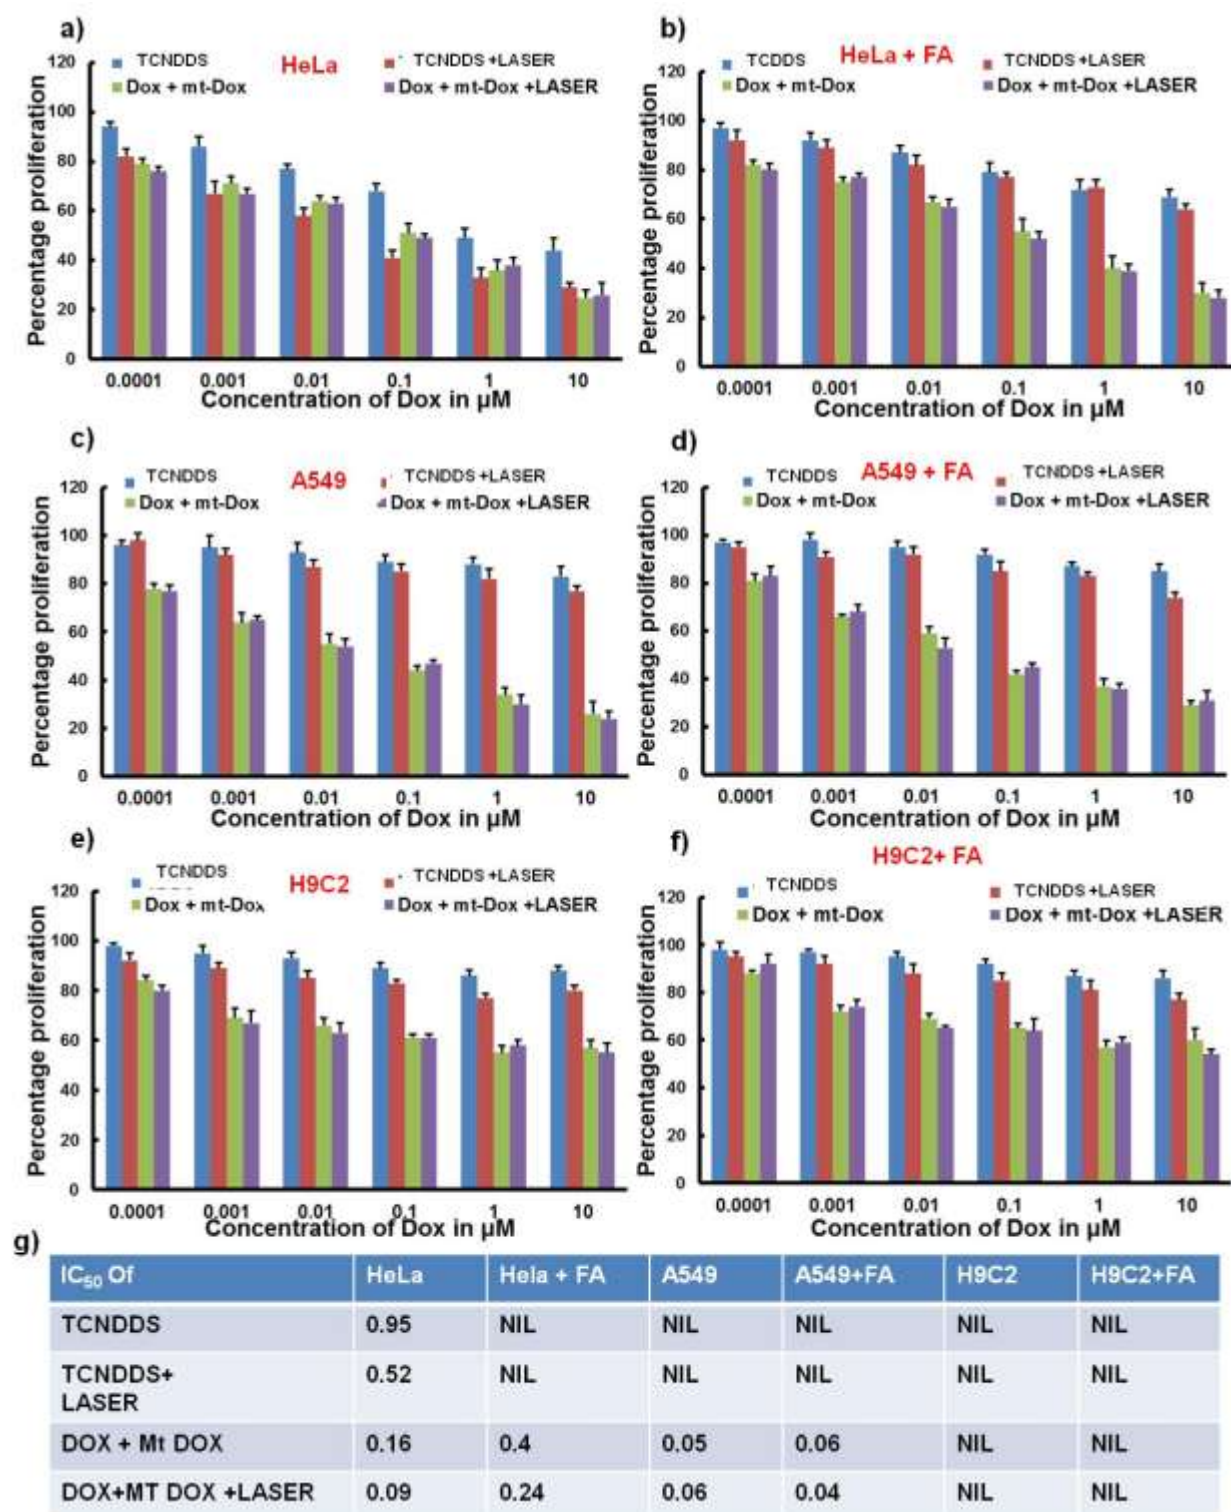 a)
HeLa
TCNDDS
TCNDDS +LASER
Dox + mt-Dox
Dox + mt-Dox +LASER
Percentage proliferation
120
100
80
60
40
20
0
0.0001 0.001 0.01 0.1 1 10
Concentration of Dox in µM
b)
HeLa + FA
TCDDS
TCNDDS +LASER
Dox + mt-Dox
Dox + mt-Dox +LASER
Percentage proliferation
120
100
80
60
40
20
0
0.0001 0.001 0.01 0.1 1 10
Concentration of Dox in µM
c)
A549
TCNDDS
TCNDDS +LASER
Dox + mt-Dox
Dox + mt-Dox +LASER
Percentage proliferation
120
100
80
60
40
20
0
0.0001 0.001 0.01 0.1 1 10
Concentration of Dox in µM
d)
A549 + FA
TCNDDS
TCNDDS +LASER
Dox + mt-Dox
Dox + mt-Dox +LASER
Percentage proliferation
120
100
80
60
40
20
0
0.0001 0.001 0.01 0.1 1 10
Concentration of Dox in µM
e)
H9C2
TCNDDS
TCNDDS +LASER
Dox + mt-Dox
Dox + mt-Dox +LASER
Percentage proliferation
120
100
80
60
40
20
0
0.0001 0.001 0.01 0.1 1 10
Concentration of Dox in µM
f)
H9C2+ FA
TCNDDS
TCNDDS +LASER
Dox + mt-Dox
Dox + mt-Dox +LASER
Percentage proliferation
120
100
80
60
40
20
0
0.0001 0.001 0.01 0.1 1 10
Concentration of Dox in µM
g)
IC₅₀ Of HeLa Hela + FA A549 A549+FA H9C2 H9C2+FA
TCNDDS 0.95 NIL NIL NIL NIL NIL
TCNDDS+
LASER 0.52 NIL NIL NIL NIL NIL
DOX + Mt DOX 0.16 0.4 0.05 0.06 NIL NIL
DOX+MT DOX +LASER 0.09 0.24 0.06 0.04 NIL NIL